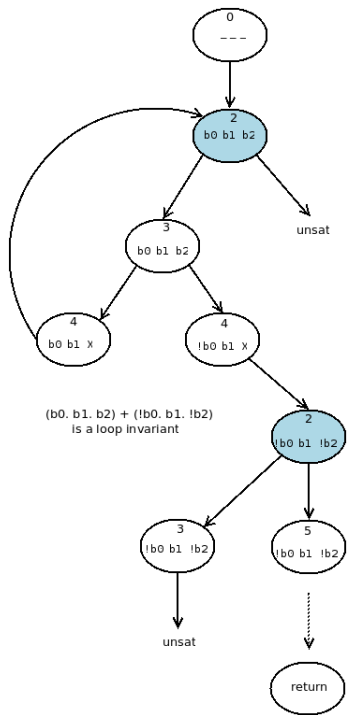 0
_ _ _
2
b0 b1 b2
unsat
3
b0 b1 b2
4
b0 b1 X
4
!b0 b1 X
(b0. b1. b2) + (!b0. b1. !b2)
is a loop invariant
2
!b0 b1 !b2
3
!b0 b1 !b2
5
!b0 b1 !b2
unsat
return